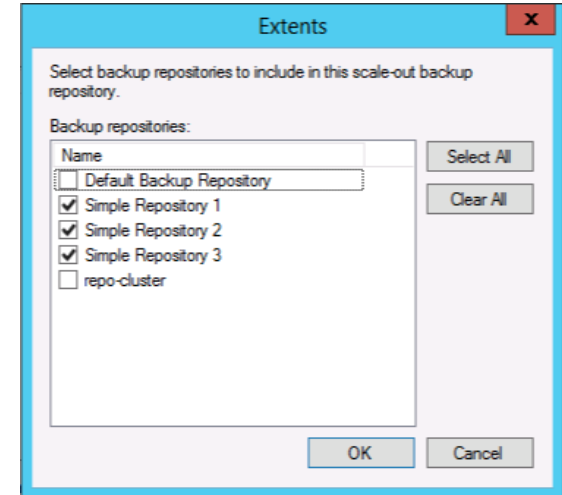 Extents
x
Select backup repositories to include in this scale-out backup
repository.
Backup repositories:
Name
Select All
Default Backup Repository
Clear All
Simple Repository 1
Simple Repository 2
Simple Repository 3
repo-cluster
OK
Cancel